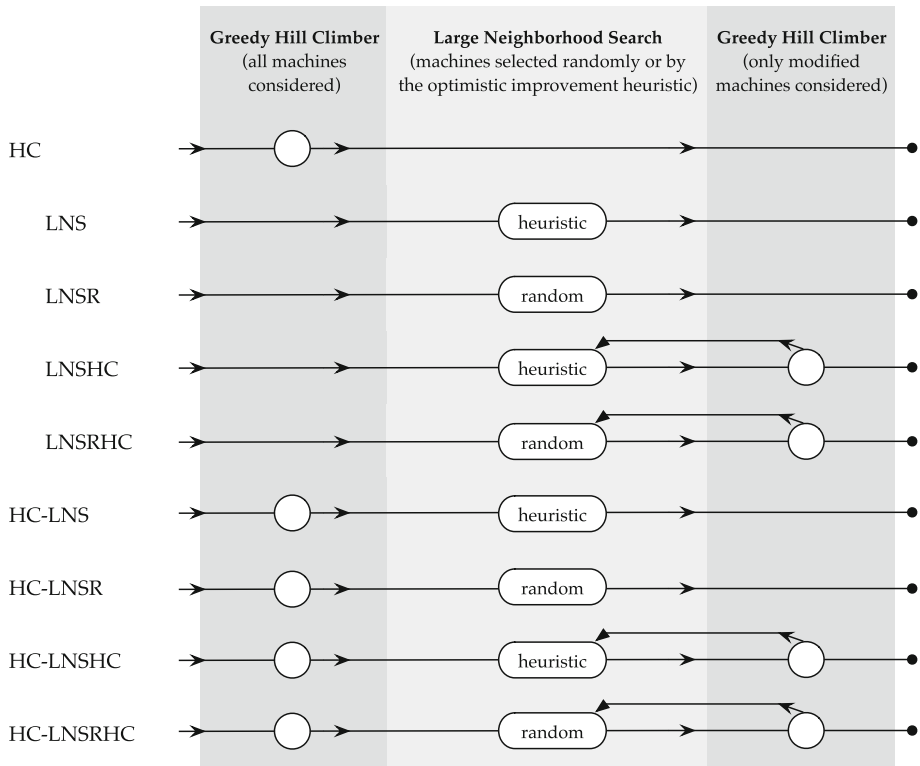 Greedy Hill Climber
(all machines
considered)
Large Neighborhood Search
(machines selected randomly or by
the optimistic improvement heuristic)
Greedy Hill Climber
(only modified
machines considered)
HC
LNS
heuristic
LNSR
random
LNSHC
heuristic
LNSRHC
random
HC-LNS
heuristic
HC-LNSR
random
HC-LNSHC
heuristic
HC-LNSRHC
random